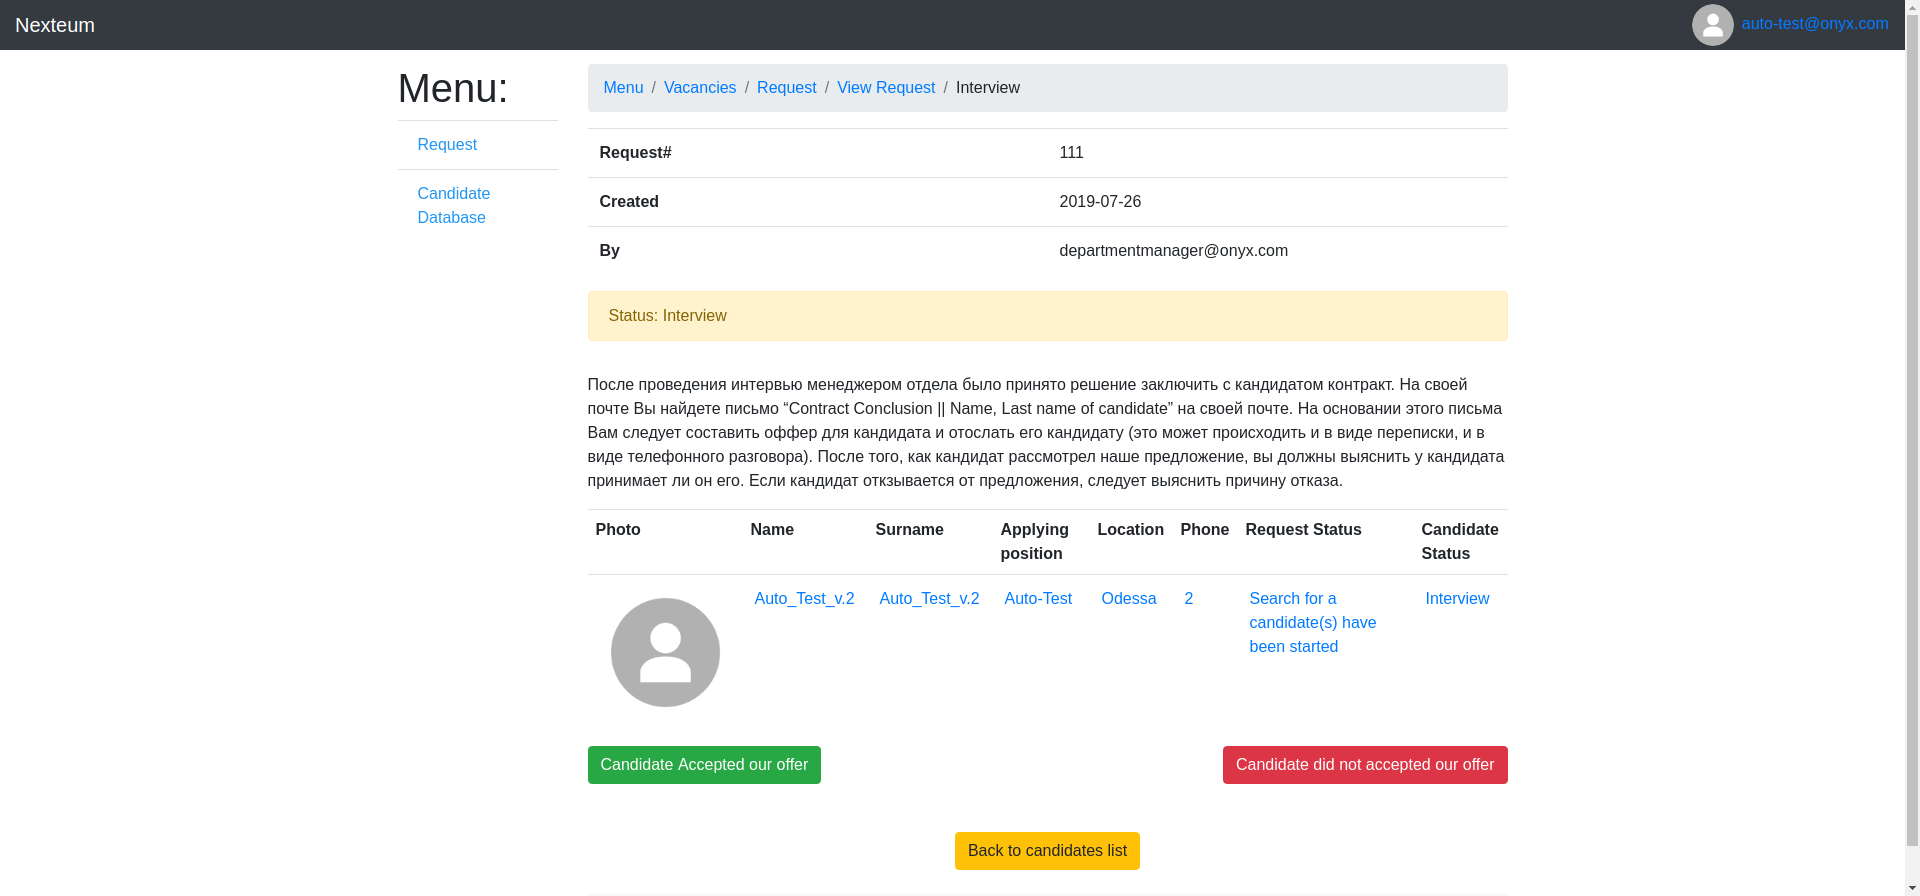 Nexteum
auto-test@onyx.com
Menu:
Request
Candidate
Database
Menu / Vacancies / Request / View Request / Interview
Request# 111
Created 2019-07-26
By departmentmanager@onyx.com
Status: Interview
После проведения интервью менеджером отдела было принято решение заключить с кандидатом контракт. На своей
почте Вы найдете письмо “Contract Conclusion || Name, Last name of candidate” на своей почте. На основании этого письма
Вам следует составить оффер для кандидата и отослать его кандидату (это может происходить и в виде переписки, и в
виде телефонного разговора). После того, как кандидат рассмотрел наше предложение, вы должны выяснить у кандидата
принимает ли он его. Если кандидат откзывается от предложения, следует выяснить причину отказа.
Photo Name Surname Applying Location Phone Request Status Candidate
position Status
Auto_Test_v.2 Auto_Test_v.2 Auto-Test Odessa 2 Search for a Interview
candidate(s) have
been started
Candidate Accepted our offer Candidate did not accepted our offer
Back to candidates list